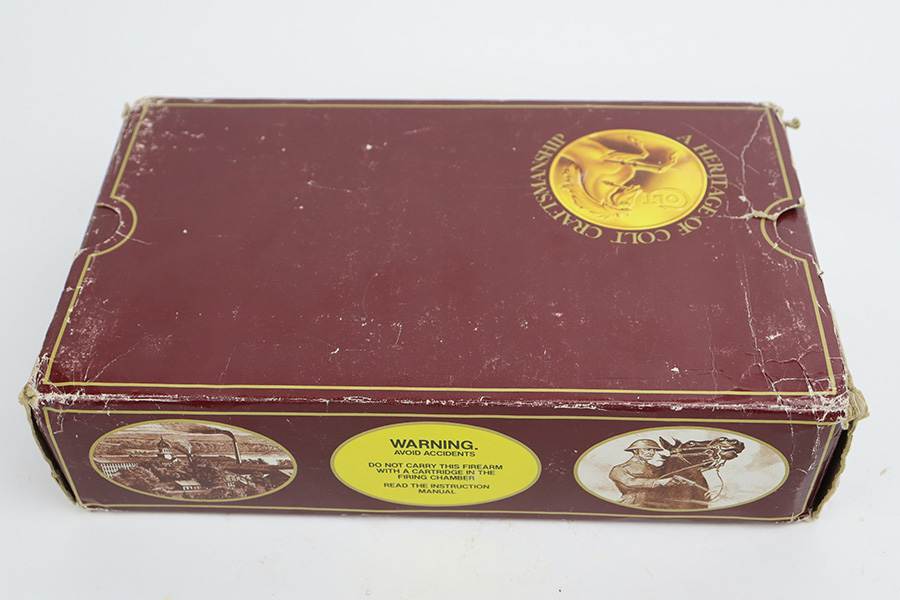 A HERITAGE OF COLT CRAFTSMANSHIP
COLT
WARNING.
AVOID ACCIDENTS
DO NOT CARRY THIS FIREARM
WITH A CARTRIDGE IN THE
FIRING CHAMBER
READ THE INSTRUCTION
MANUAL